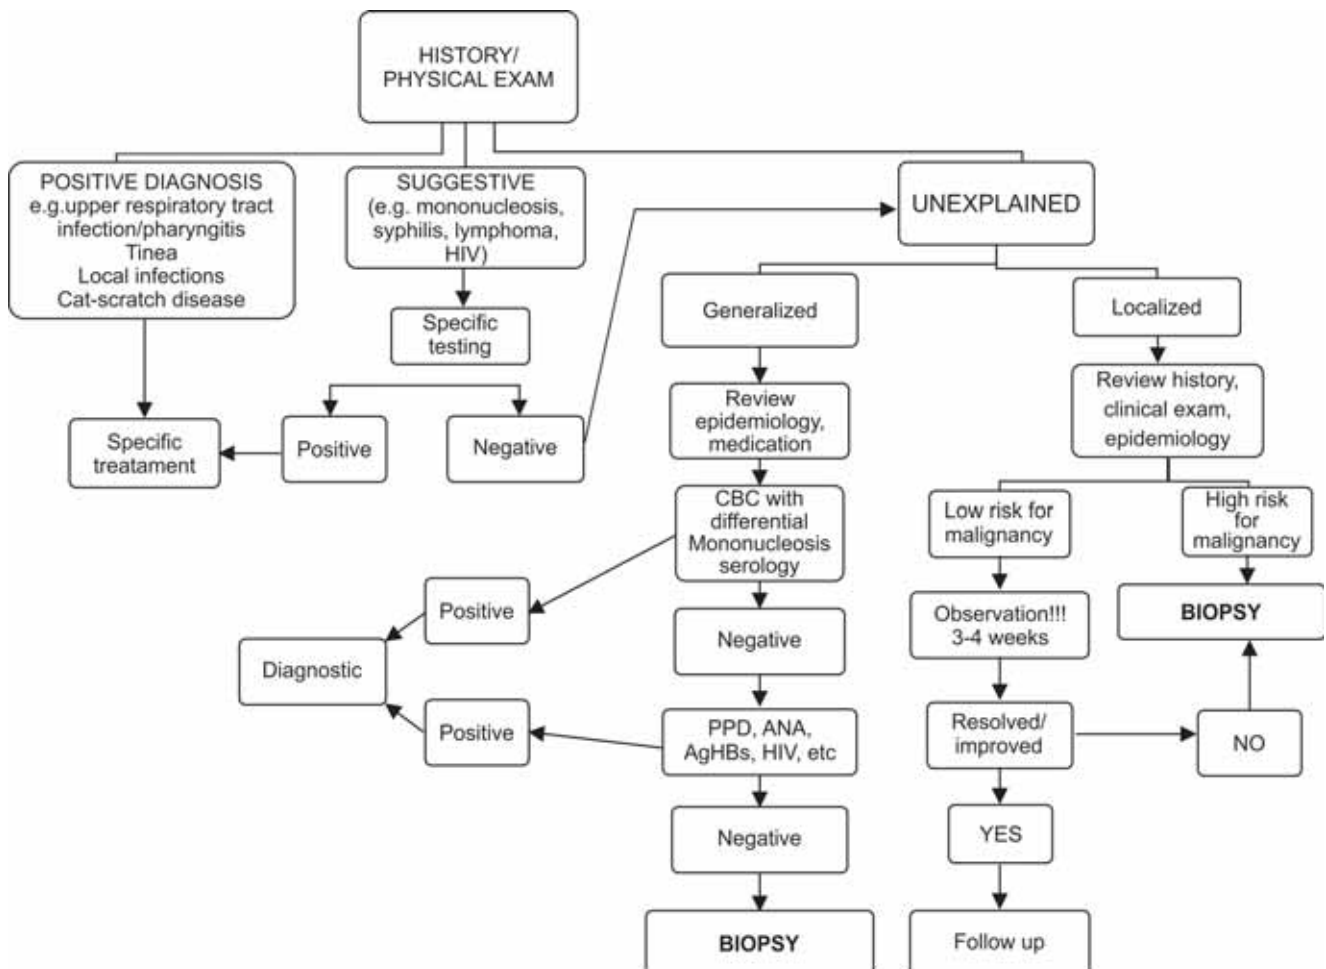 HISTORY/
PHYSICAL EXAM
POSITIVE DIAGNOSIS
e.g.upper respiratory tract
infection/pharyngitis
Tinea
Local infections
Cat-scratch disease
SUGGESTIVE
(e.g. mononucleosis,
syphilis, lymphoma,
HIV)
UNEXPLAINED
Specific
testing
Generalized
Localized
Specific
treatament
Positive
Negative
Review
epidemiology,
medication
Review history,
clinical exam,
epidemiology
CBC with
differential
Mononucleosis
serology
Low risk for
malignancy
High risk
for
malignancy
Positive
Negative
Observation!!!
3-4 weeks
BIOPSY
Diagnostic
Positive
PPD, ANA,
AgHBs, HIV, etc
Resolved/
improved
NO
Negative
YES
BIOPSY
Follow up